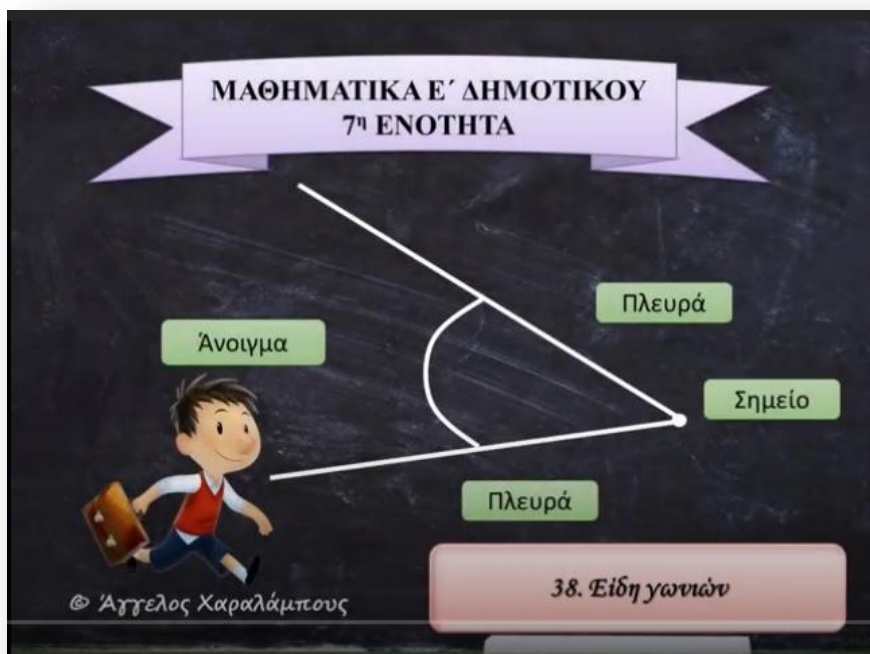 ΜΑΘΗΜΑΤΙΚΑ Ε΄ ΔΗΜΟΤΙΚΟΥ
7η ΕΝΟΤΗΤΑ
Πλευρά
Άνοιγμα
Σημείο
Πλευρά
38. Είδη γωνιών
© Άγγελος Χαραλάμπους